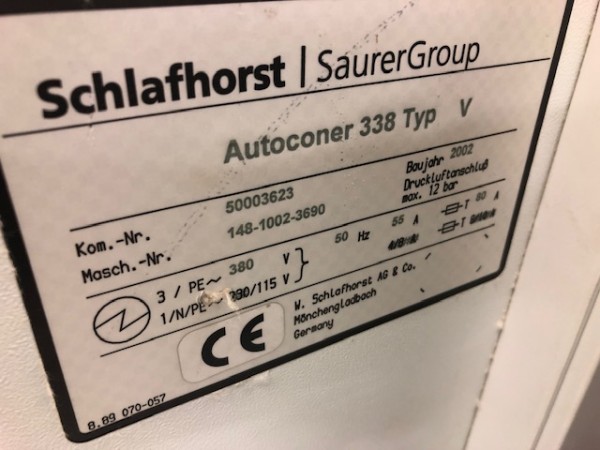 Schlafhorst | SaurerGroup
Autoconer 338 Typ V
Kom.-Nr. 50003623 Baujahr 2002
Masch.-Nr. 148-1002-3690 Druckluftanschluß
max. 12 bar
3 / PE~ 380 V 50 Hz 55 A T 80 A
1/N/PE~ /115 V
W. Schlafhorst AG & Co.
Mönchengladbach
Germany
CE
8.89 070-057